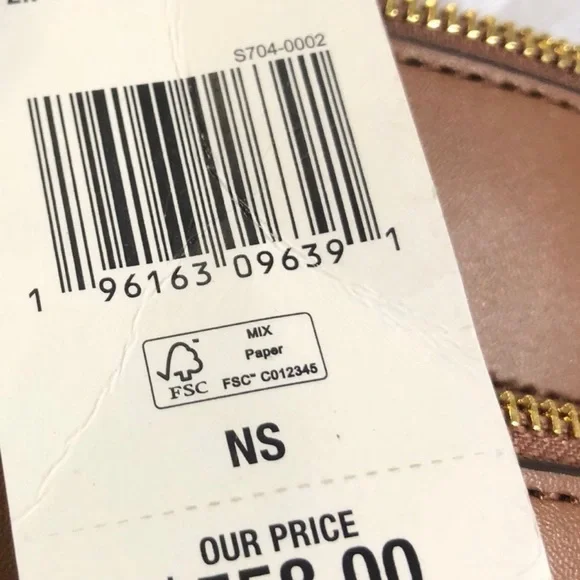 S704-0002
1 96163 09639 1
MIX
Paper
FSC™ C012345
FSC
NS
OUR PRICE